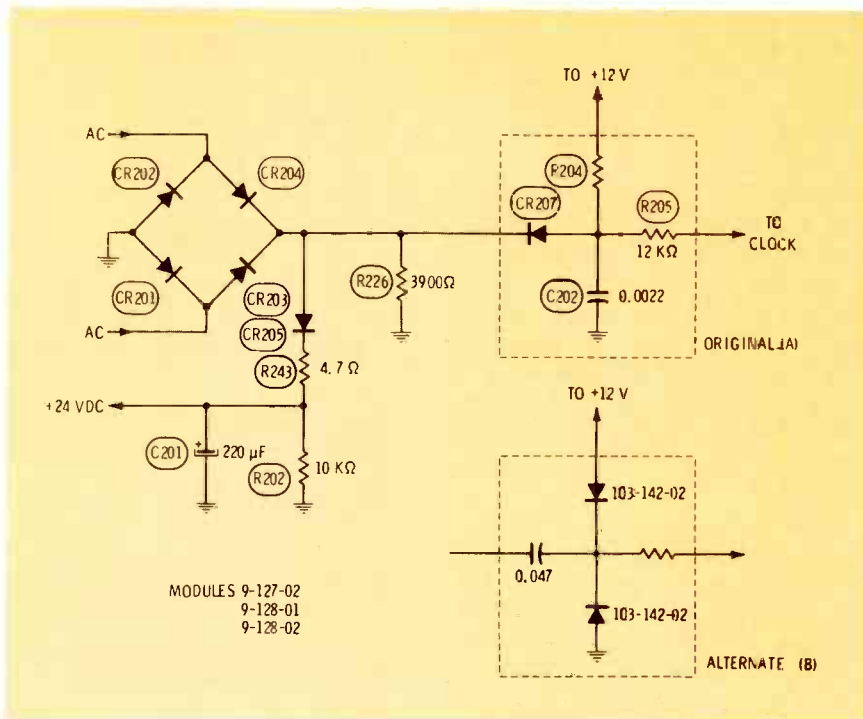 TO +12 V
AC
CR202
CR204
R204
CR207
R205
TO
CLOCK
12 KΩ
CR201
CR203
R226
3900Ω
C202
0.0022
AC
CR205
ORIGINAL (A)
R243
4.7 Ω
+24 VDC
TO +12 V
C201
+
220 µF
R202
10 KΩ
103-142-02
0.047
MODULES 9-127-02
9-128-01
9-128-02
103-142-02
ALTERNATE (B)